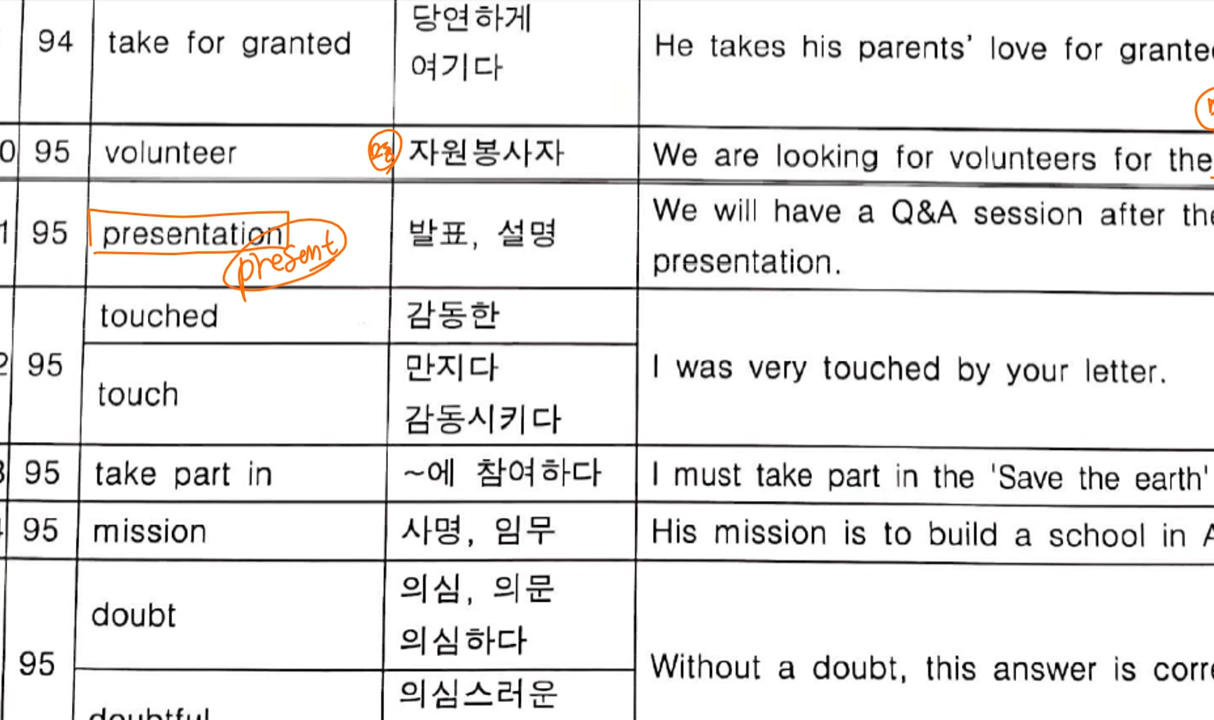 94 take for granted 당연하게 He takes his parents' love for grante
여기다
0 95 volunteer 자원봉사자 We are looking for volunteers for the
1 95 presentation 발표, 설명 We will have a Q&A session after the
present presentation.
touched 감동한
2 95 touch 만지다 I was very touched by your letter.
감동시키다
3 95 take part in ~에 참여하다 I must take part in the 'Save the earth'
95 mission 사명, 임무 His mission is to build a school in A
doubt 의심, 의문
의심하다
95 Without a doubt, this answer is corre
doubtful 의심스러운